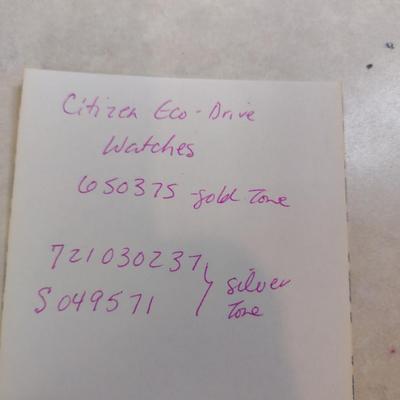 Citizen Eco-Drive
Watches
650375 -gold Tone
721030237
S049571 } silver
Tone